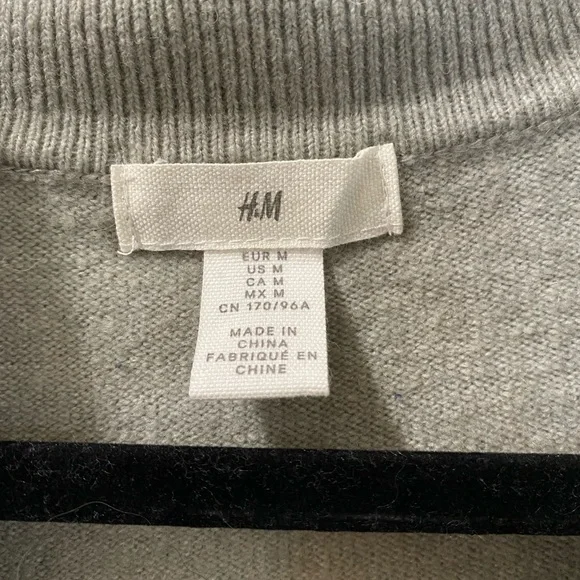 H&M
EUR M
US M
CA M
MX M
CN 170/96A
MADE IN
CHINA
FABRIQUÉ EN
CHINE